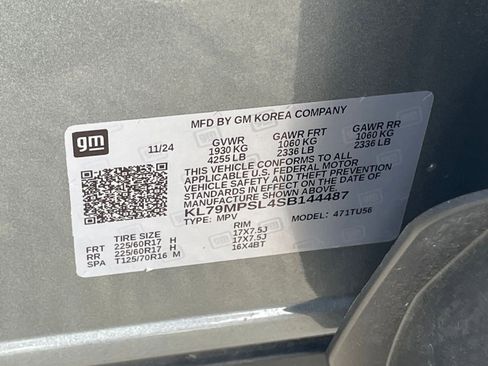 MFD BY GM KOREA COMPANY
gm
11/24 GVWR GAWR FRT GAWR RR
1930 KG 1060 KG 1060 KG
4255 LB 2336 LB 2336 LB
THIS VEHICLE CONFORMS TO ALL
APPLICABLE U.S. FEDERAL MOTOR
VEHICLE SAFETY STANDARDS IN
EFFECT ON THE DATE OF
MANUFACTURE SHOWN ABOVE.
KL79MPSL4SB144487
TYPE: MPV MODEL: 471TU56
TIRE SIZE RIM
FRT 225/60R17 H 17X7.5J
RR 225/60R17 H 17X7.5J
SPA T125/70R16 M 16X4BT